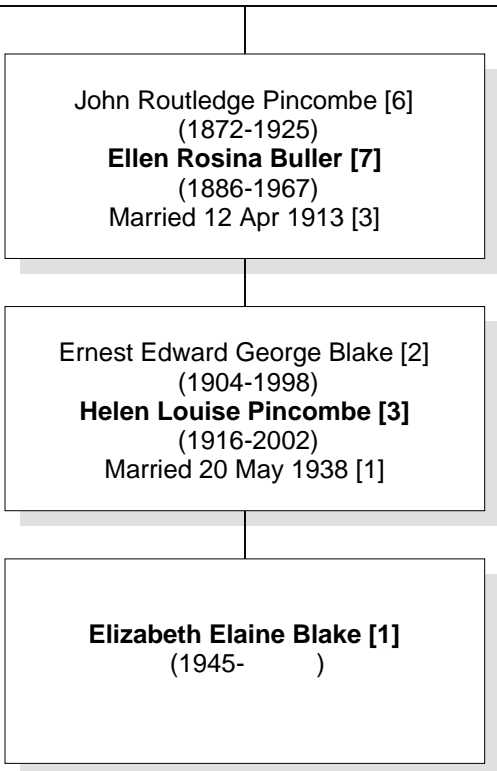 John Routledge Pincombe [6]
(1872-1925)
Ellen Rosina Buller [7]
(1886-1967)
Married 12 Apr 1913 [3]
Ernest Edward George Blake [2]
(1904-1998)
Helen Louise Pincombe [3]
(1916-2002)
Married 20 May 1938 [1]
Elizabeth Elaine Blake [1]
(1945- )